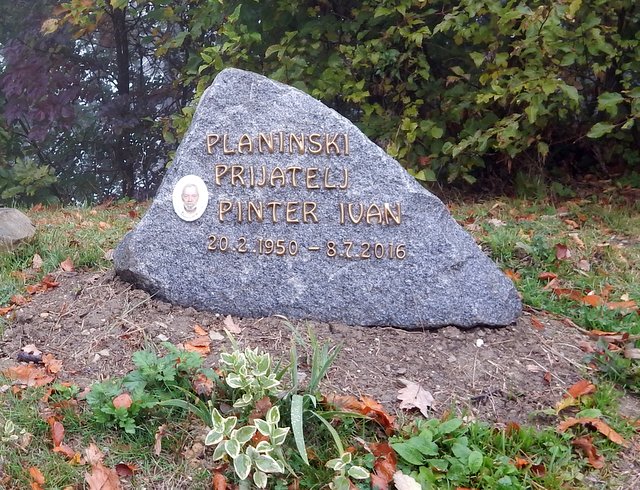 PLANINSKI
PRIJATELJ
PINTER IVAN
20.2.1950 – 8.7.2016